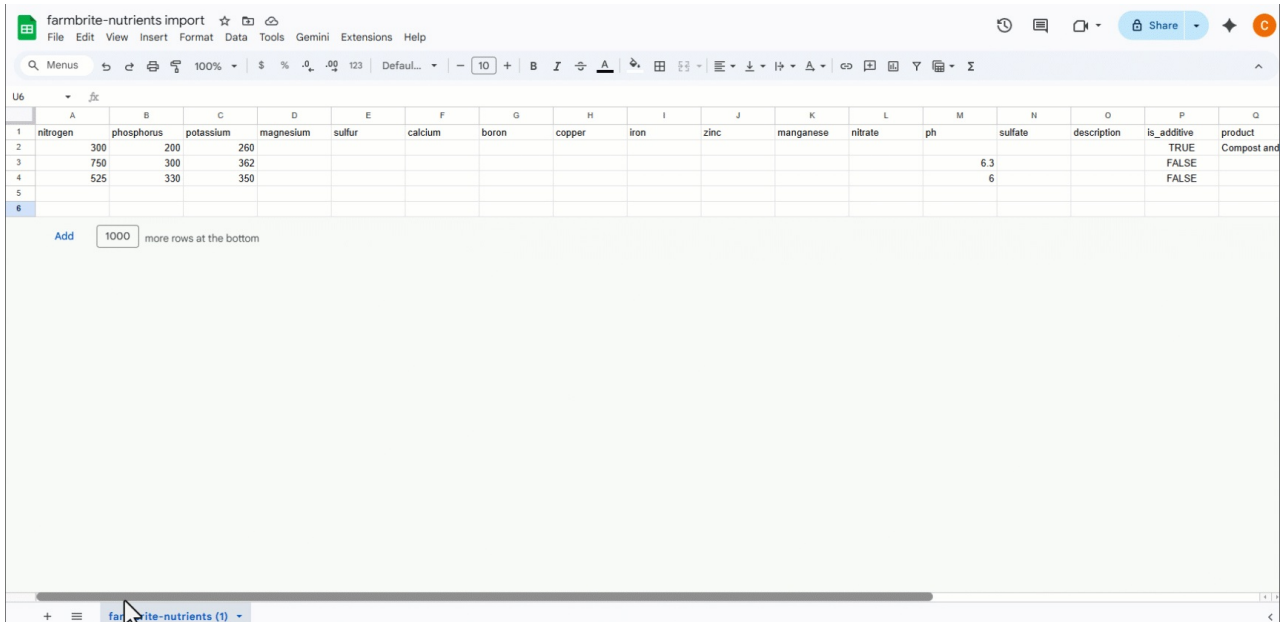 farmbrite-nutrients import
File Edit View Insert Format Data Tools Gemini Extensions Help
Share
C
Menus 100% $ % .0 .00 123 Defaul... − 10 + B I A A Σ
U6 fx
A B C D E F G H I J K L M N O P Q
1 nitrogen phosphorus potassium magnesium sulfur calcium boron copper iron zinc manganese nitrate ph sulfate description is_additive product
2 300 200 260 TRUE Compost and
3 750 300 362 6.3 FALSE
4 525 330 350 6 FALSE
5
6
Add 1000 more rows at the bottom
+ rite-nutrients (1)